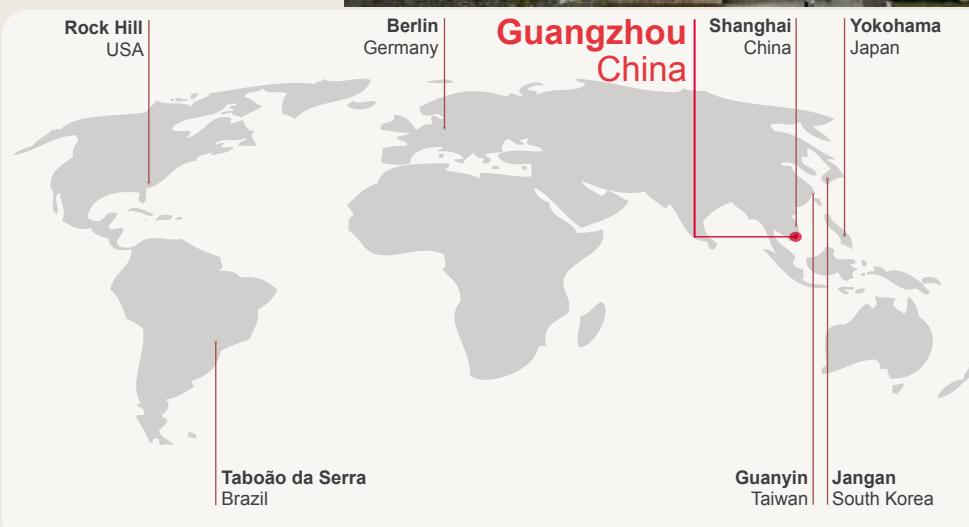 Rock Hill
USA
Berlin
Germany
Guangzhou
China
Shanghai
China
Yokohama
Japan
Taboão da Serra
Brazil
Guanyin
Taiwan
Jangan
South Korea